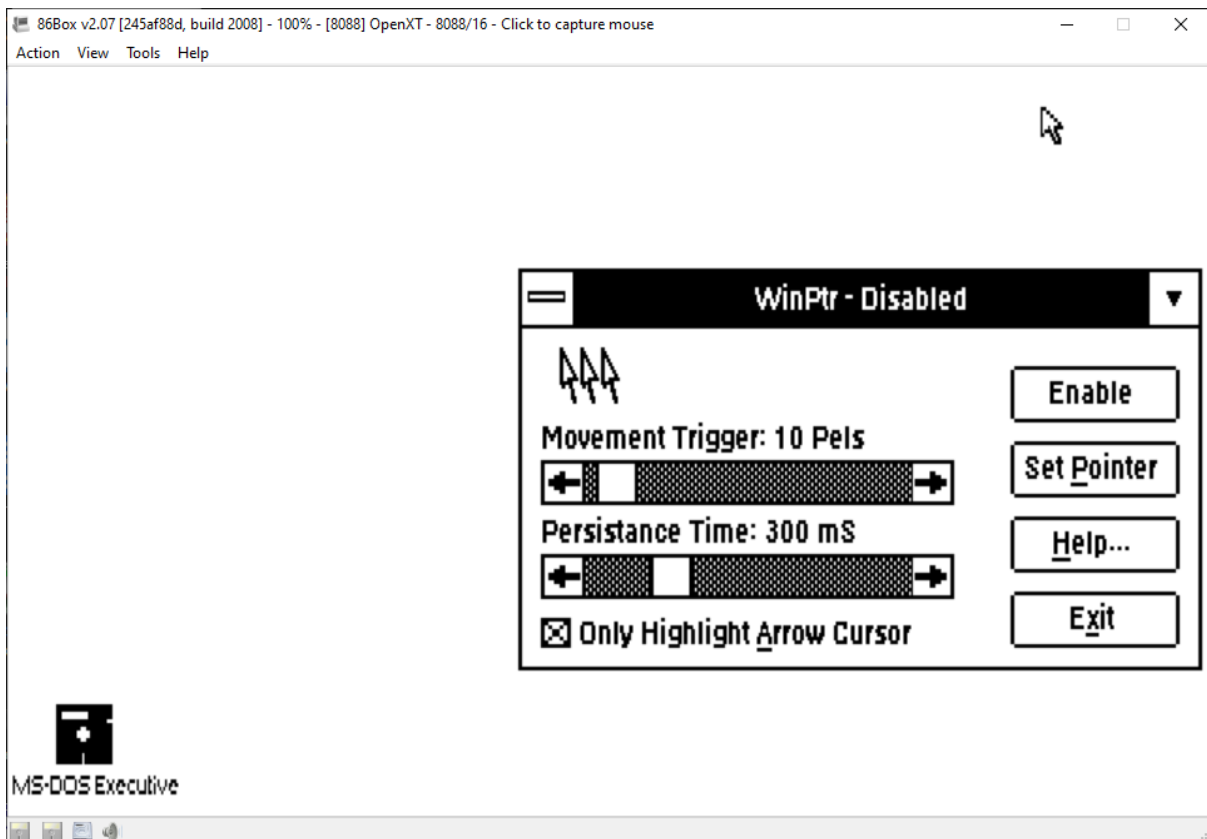 86Box v2.07 [245af88d, build 2008] - 100% - [8088] OpenXT - 8088/16 - Click to capture mouse
Action View Tools Help
WinPtr - Disabled
Enable
Movement Trigger: 10 Pels
Set Pointer
Persistance Time: 300 mS
Help...
Only Highlight Arrow Cursor
Exit
MS-DOS Executive